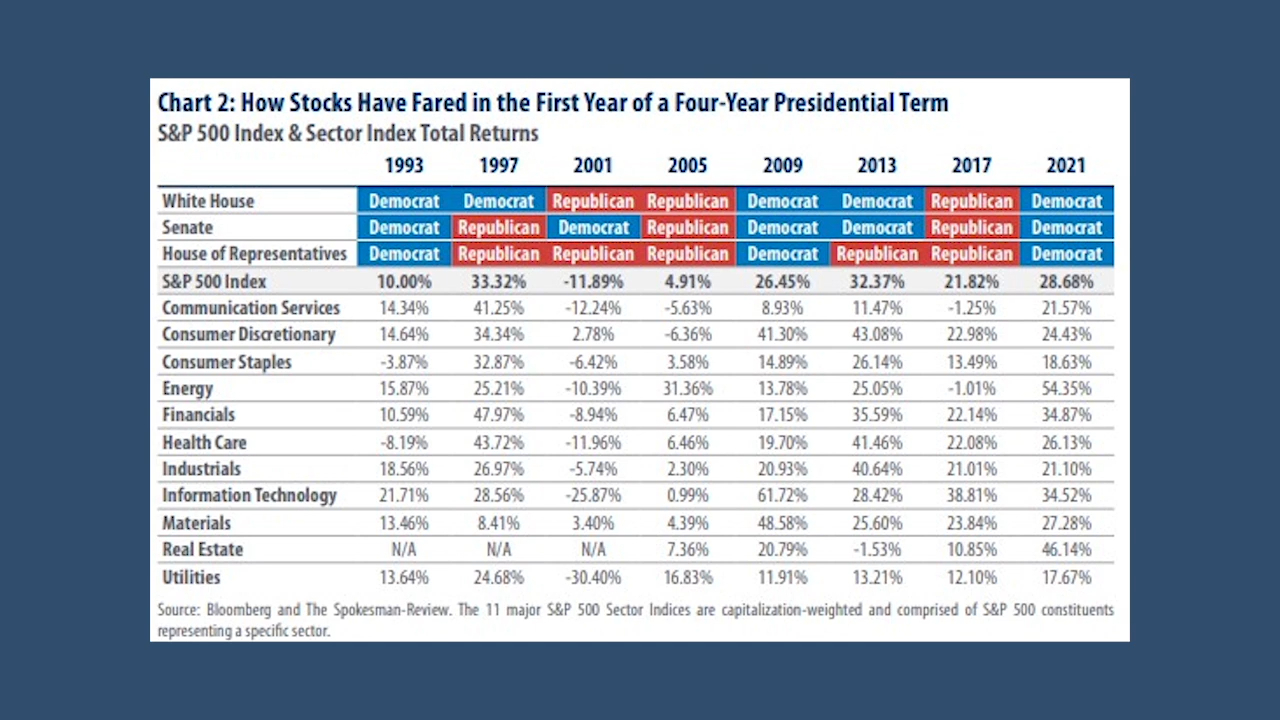 Chart 2: How Stocks Have Fared in the First Year of a Four-Year Presidential Term
S&P 500 Index & Sector Index Total Returns
1993 1997 2001 2005 2009 2013 2017 2021
White House Democrat Democrat Republican Republican Democrat Democrat Republican Democrat
Senate Democrat Republican Democrat Republican Democrat Democrat Republican Democrat
House of Representatives Democrat Republican Republican Republican Democrat Republican Republican Democrat
S&P 500 Index 10.00% 33.32% -11.89% 4.91% 26.45% 32.37% 21.82% 28.68%
Communication Services 14.34% 41.25% -12.24% -5.63% 8.93% 11.47% -1.25% 21.57%
Consumer Discretionary 14.64% 34.34% 2.78% -6.36% 41.30% 43.08% 22.98% 24.43%
Consumer Staples -3.87% 32.87% -6.42% 3.58% 14.89% 26.14% 13.49% 18.63%
Energy 15.87% 25.21% -10.39% 31.36% 13.78% 25.05% -1.01% 54.35%
Financials 10.59% 47.97% -8.94% 6.47% 17.15% 35.59% 22.14% 34.87%
Health Care -8.19% 43.72% -11.96% 6.46% 19.70% 41.46% 22.08% 26.13%
Industrials 18.56% 26.97% -5.74% 2.30% 20.93% 40.64% 21.01% 21.10%
Information Technology 21.71% 28.56% -25.87% 0.99% 61.72% 28.42% 38.81% 34.52%
Materials 13.46% 8.41% 3.40% 4.39% 48.58% 25.60% 23.84% 27.28%
Real Estate N/A N/A N/A 7.36% 20.79% -1.53% 10.85% 46.14%
Utilities 13.64% 24.68% -30.40% 16.83% 11.91% 13.21% 12.10% 17.67%
Source: Bloomberg and The Spokesman-Review. The 11 major S&P 500 Sector Indices are capitalization-weighted and comprised of S&P 500 constituents
representing a specific sector.